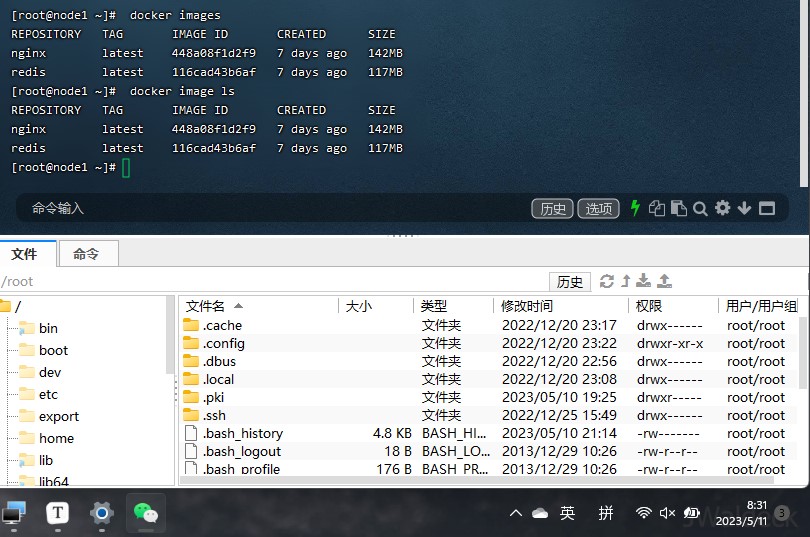 [root@node1 ~]# docker images
REPOSITORY TAG IMAGE ID CREATED SIZE
nginx latest 448a08f1d2f9 7 days ago 142MB
redis latest 116cad43b6af 7 days ago 117MB
[root@node1 ~]# docker image ls
REPOSITORY TAG IMAGE ID CREATED SIZE
nginx latest 448a08f1d2f9 7 days ago 142MB
redis latest 116cad43b6af 7 days ago 117MB
[root@node1 ~]#
命令输入 历史 选项
文件 命令
/root 历史
/
bin
boot
dev
etc
export
home
lib
lib64
文件名 大小 类型 修改时间 权限 用户/用户组
.cache 文件夹 2022/12/20 23:17 drwx------ root/root
.config 文件夹 2022/12/20 23:22 drwxr-xr-x root/root
.dbus 文件夹 2022/12/20 22:56 drwx------ root/root
.local 文件夹 2022/12/20 23:08 drwx------ root/root
.pki 文件夹 2023/05/10 19:25 drwxr----- root/root
.ssh 文件夹 2022/12/25 15:49 drwx------ root/root
.bash_history 4.8 KB BASH_HI... 2023/05/10 21:14 -rw------- root/root
.bash_logout 18 B BASH_LO... 2013/12/29 10:26 -rw-r--r-- root/root
.bash_profile 176 B BASH_PR... 2013/12/29 10:26 -rw-r--r-- root/root
T 英 拼 8:31
2023/5/11 3